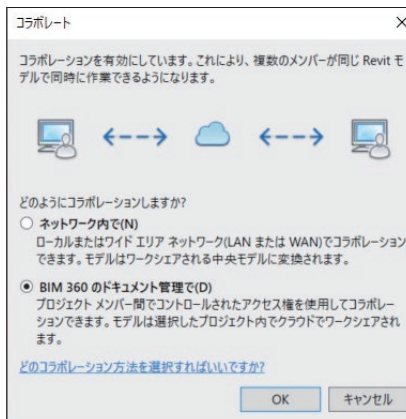 コラボレート
コラボレーションを有効にしています。これにより、複数のメンバーが同じ Revit モ
デルで同時に作業できるようになります。
どのようにコラボレーションしますか?
ネットワーク内で(N)
ローカルまたはワイド エリア ネットワーク(LAN または WAN)でコラボレーション
できます。モデルはワークシェアされる中央モデルに変換されます。
BIM 360 のドキュメント管理で(D)
プロジェクト メンバー間でコントロールされたアクセス権を使用してコラボレー
ションできます。モデルは選択したプロジェクト内でクラウドでワークシェアされ
ます。
どのコラボレーション方法を選択すればいいですか?
OK キャンセル